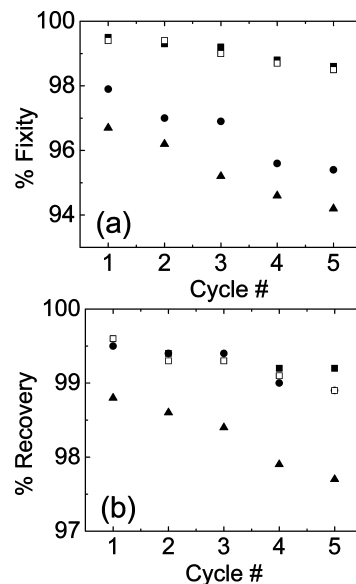 100
98
96
94
% Fixity
(a)
1 2 3 4 5
Cycle #
100
99
98
97
% Recovery
(b)
1 2 3 4 5
Cycle #